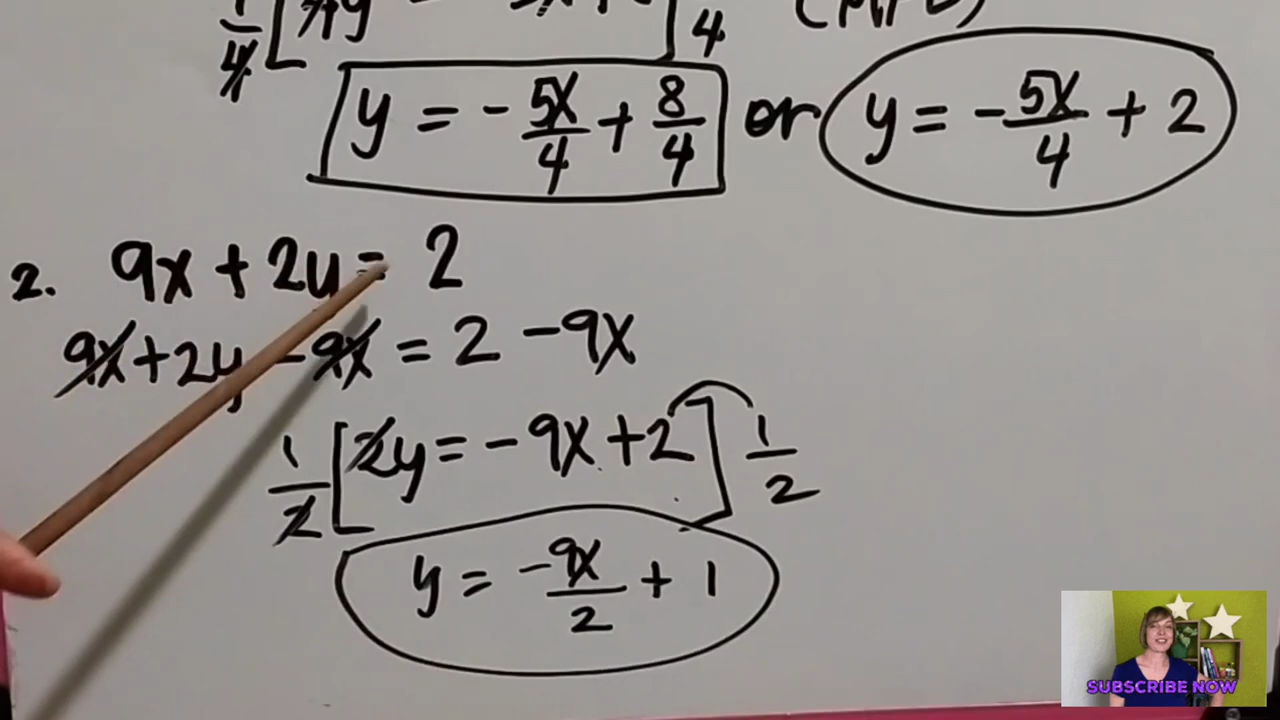 y = - 5x/4 + 8/4 or y = - 5x/4 + 2
2. 9x + 2y = 2
9x + 2y - 9x = 2 - 9x
1/2 [ 2y = - 9x + 2 ] 1/2
y = -9x/2 + 1
SUBSCRIBE NOW